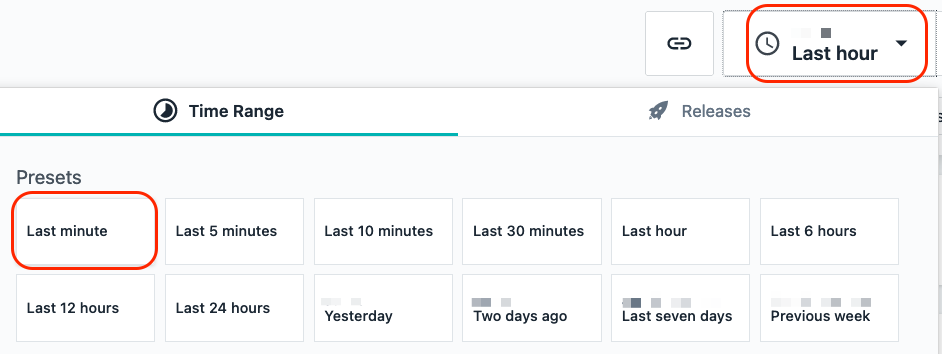 Last hour
Time Range
Releases
Presets
Last minute
Last 5 minutes
Last 10 minutes
Last 30 minutes
Last hour
Last 6 hours
Last 12 hours
Last 24 hours
Yesterday
Two days ago
Last seven days
Previous week